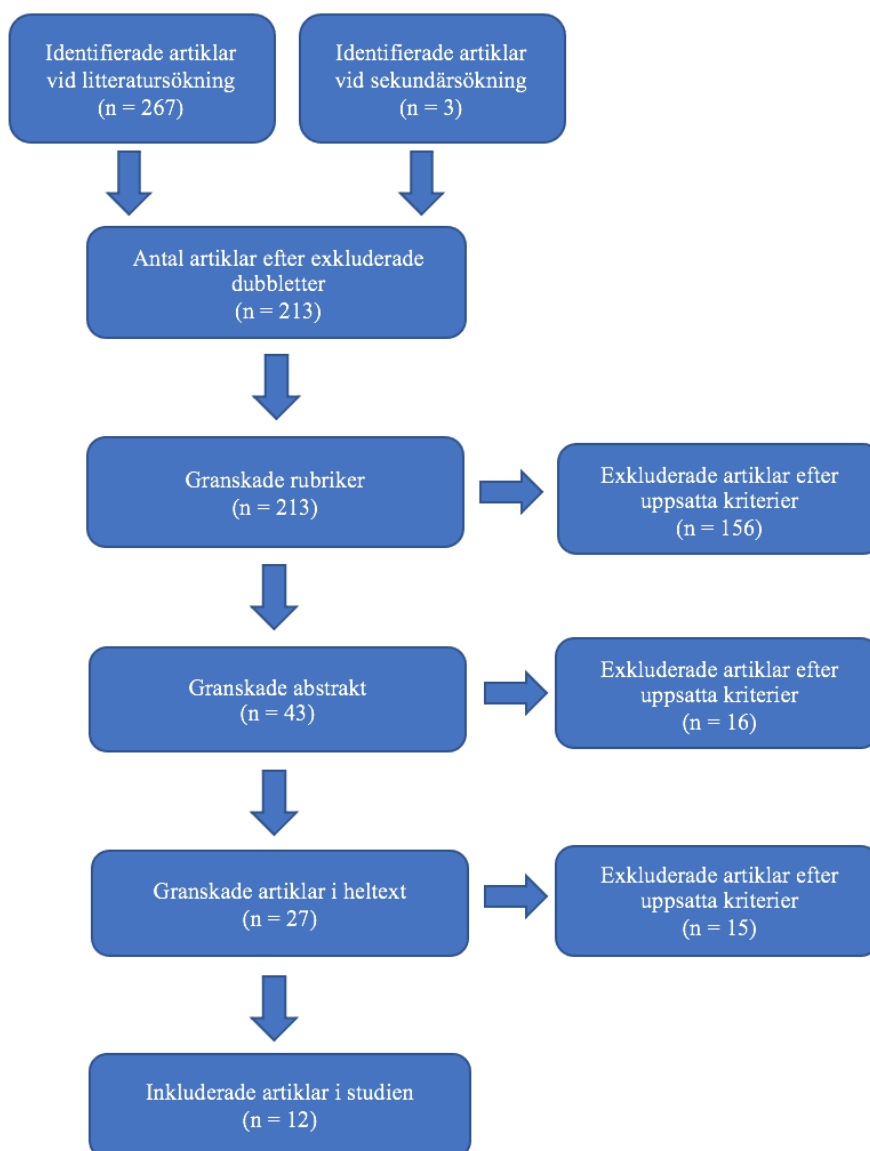 Identifierade artiklar
vid litteratursökning
(n = 267)
Identifierade artiklar
vid sekundärsökning
(n = 3)
Antal artiklar efter exkluderade
dubbletter
(n = 213)
Granskade rubriker
(n = 213)
Exkluderade artiklar efter
uppsatta kriterier
(n = 156)
Granskade abstrakt
(n = 43)
Exkluderade artiklar efter
uppsatta kriterier
(n = 16)
Granskade artiklar i heltext
(n = 27)
Exkluderade artiklar efter
uppsatta kriterier
(n = 15)
Inkluderade artiklar i studien
(n = 12)